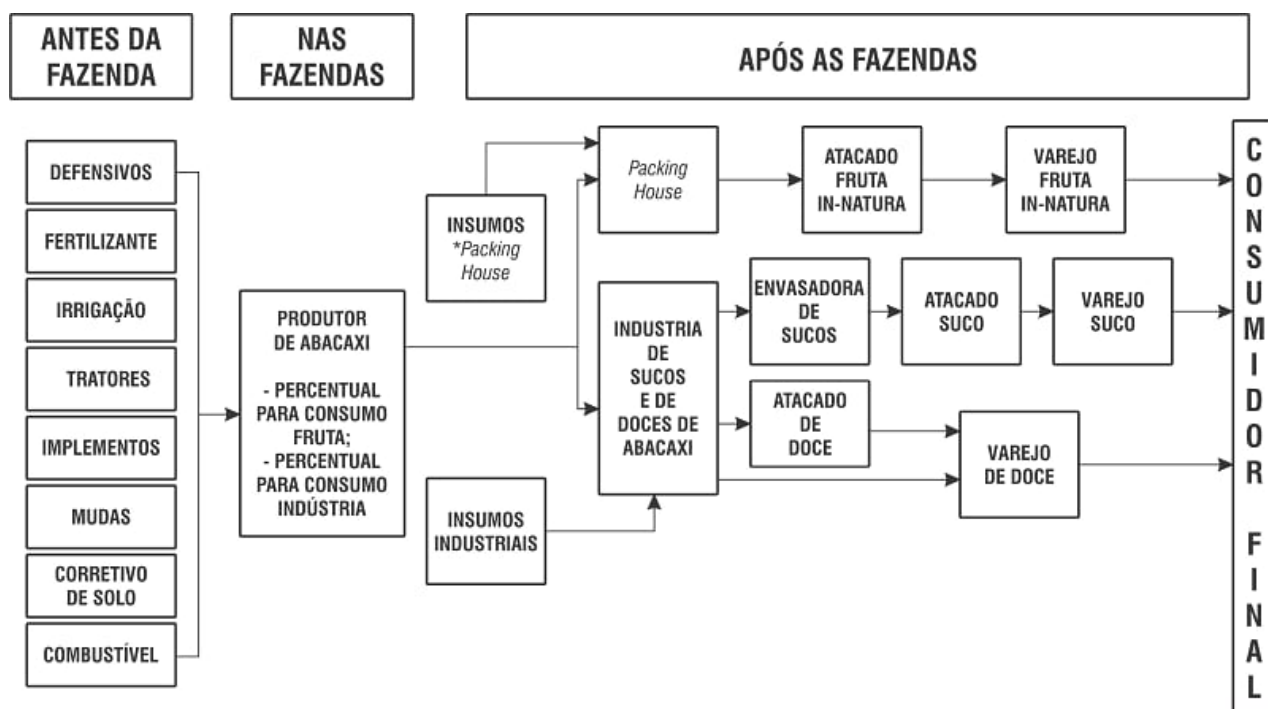 ANTES DA
FAZENDA
NAS
FAZENDAS
APÓS AS FAZENDAS
DEFENSIVOS
FERTILIZANTE
IRRIGAÇÃO
TRATORES
IMPLEMENTOS
MUDAS
CORRETIVO
DE SOLO
COMBUSTÍVEL
PRODUTOR
DE ABACAXI
- PERCENTUAL
PARA CONSUMO
FRUTA;
- PERCENTUAL
PARA CONSUMO
INDÚSTRIA
INSUMOS
*Packing
House
INSUMOS
INDUSTRIAIS
Packing
House
ATACADO
FRUTA
IN-NATURA
VAREJO
FRUTA
IN-NATURA
INDUSTRIA
DE
SUCOS
E DE
DOCES DE
ABACAXI
ENVASADORA
DE
SUCOS
ATACADO
SUCO
VAREJO
SUCO
ATACADO
DE
DOCE
VAREJO
DE DOCE
CONSUMIDOR FINAL